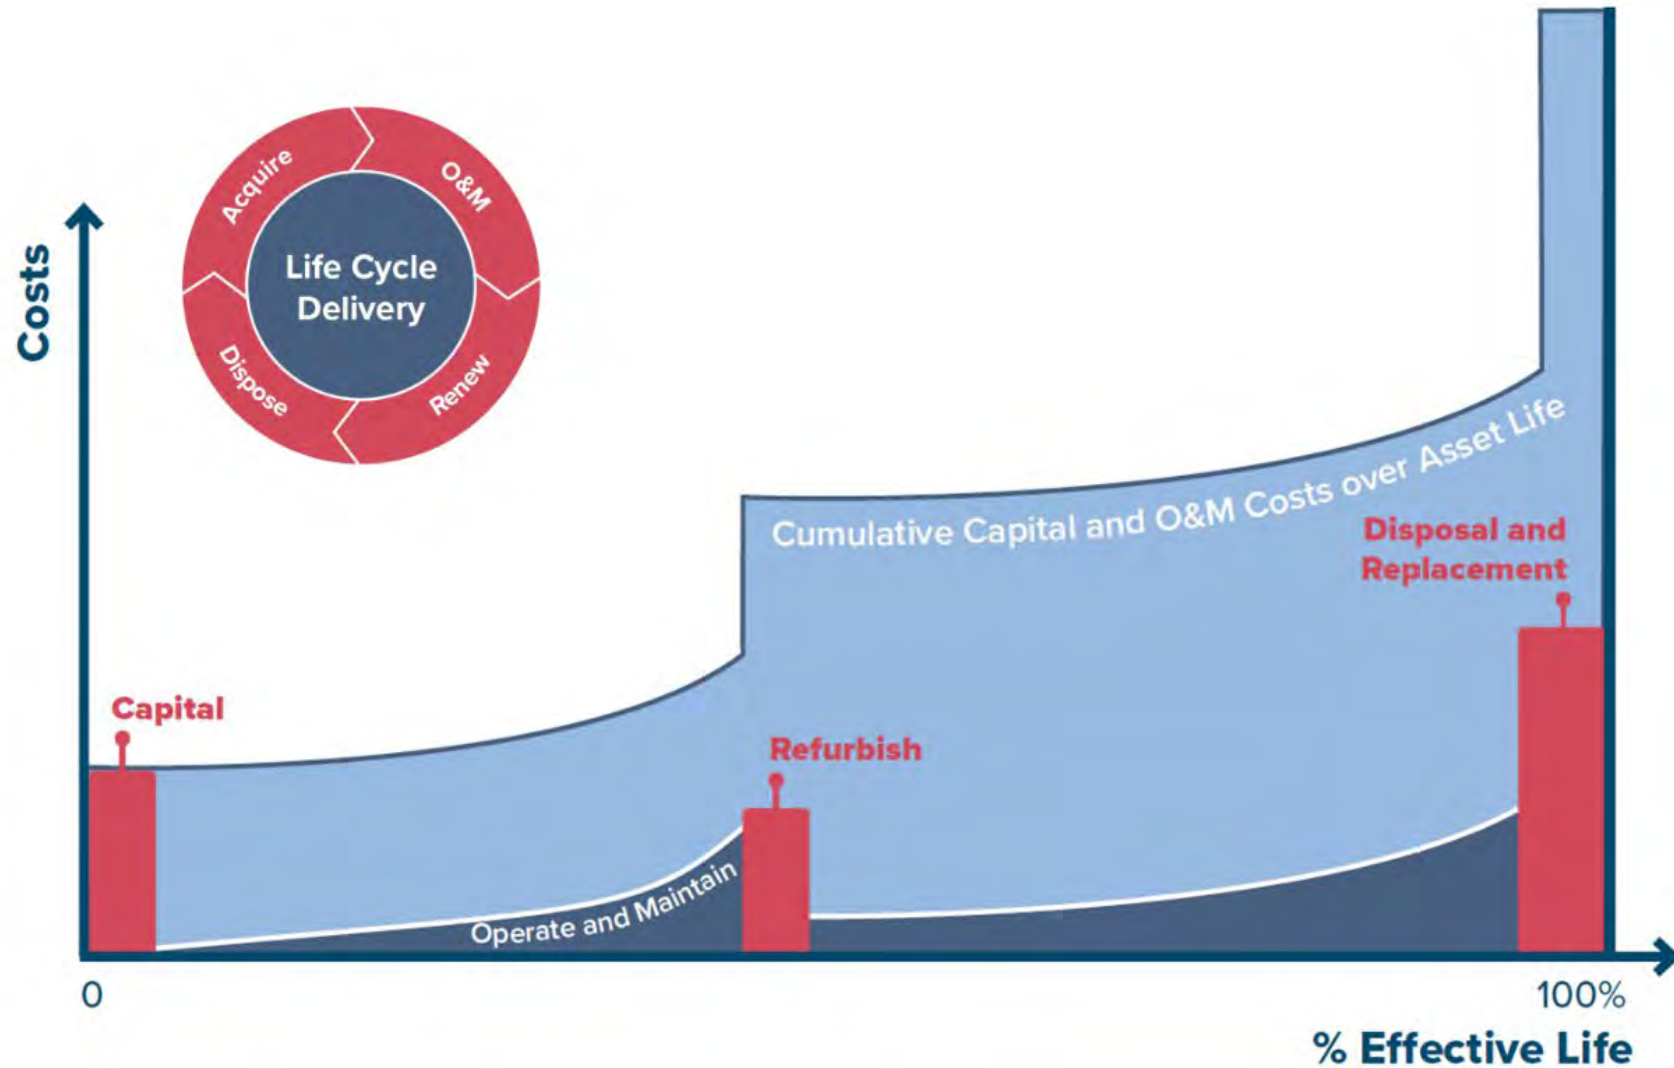 Costs
Acquire
O&M
Life Cycle
Delivery
Dispose
Renew
Cumulative Capital and O&M Costs over Asset Life
Disposal and
Replacement
Capital
Refurbish
Operate and Maintain
0
100%
% Effective Life